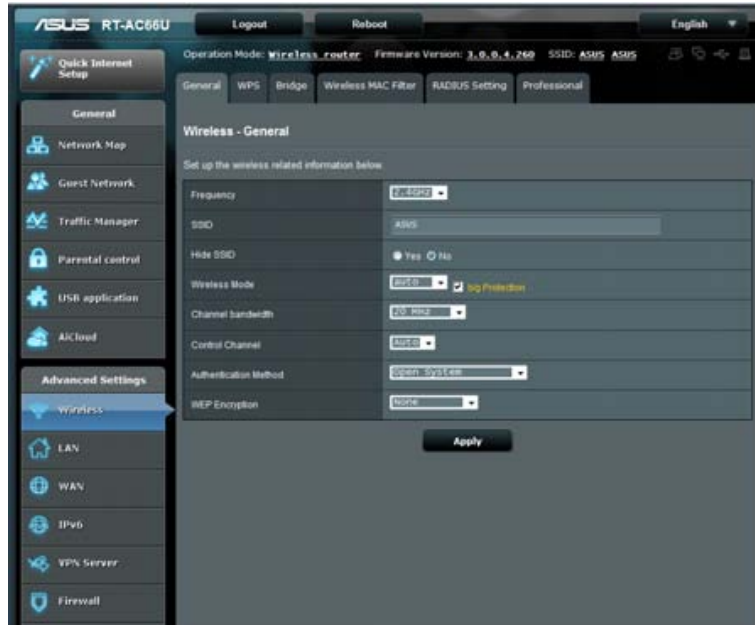 ASUS RT-AC66U Logout Reboot English
Quick Internet Setup
Operation Mode: Wireless router Firmware Version: 3.0.0.4.260 SSID: ASUS ASUS
General WPS Bridge Wireless MAC Filter RADIUS Setting Professional
General
Network Map
Guest Network
Traffic Manager
Parental control
USB application
AiCloud
Advanced Settings
Wireless
LAN
WAN
IPv6
VPN Server
Firewall
Wireless - General
Set up the wireless related information below.
Frequency 2.4GHz
SSID ASUS
Hide SSID Yes No
Wireless Mode Auto b/g Protection
Channel bandwidth 20 MHz
Control Channel Auto
Authentication Method Open System
WEP Encryption None
Apply